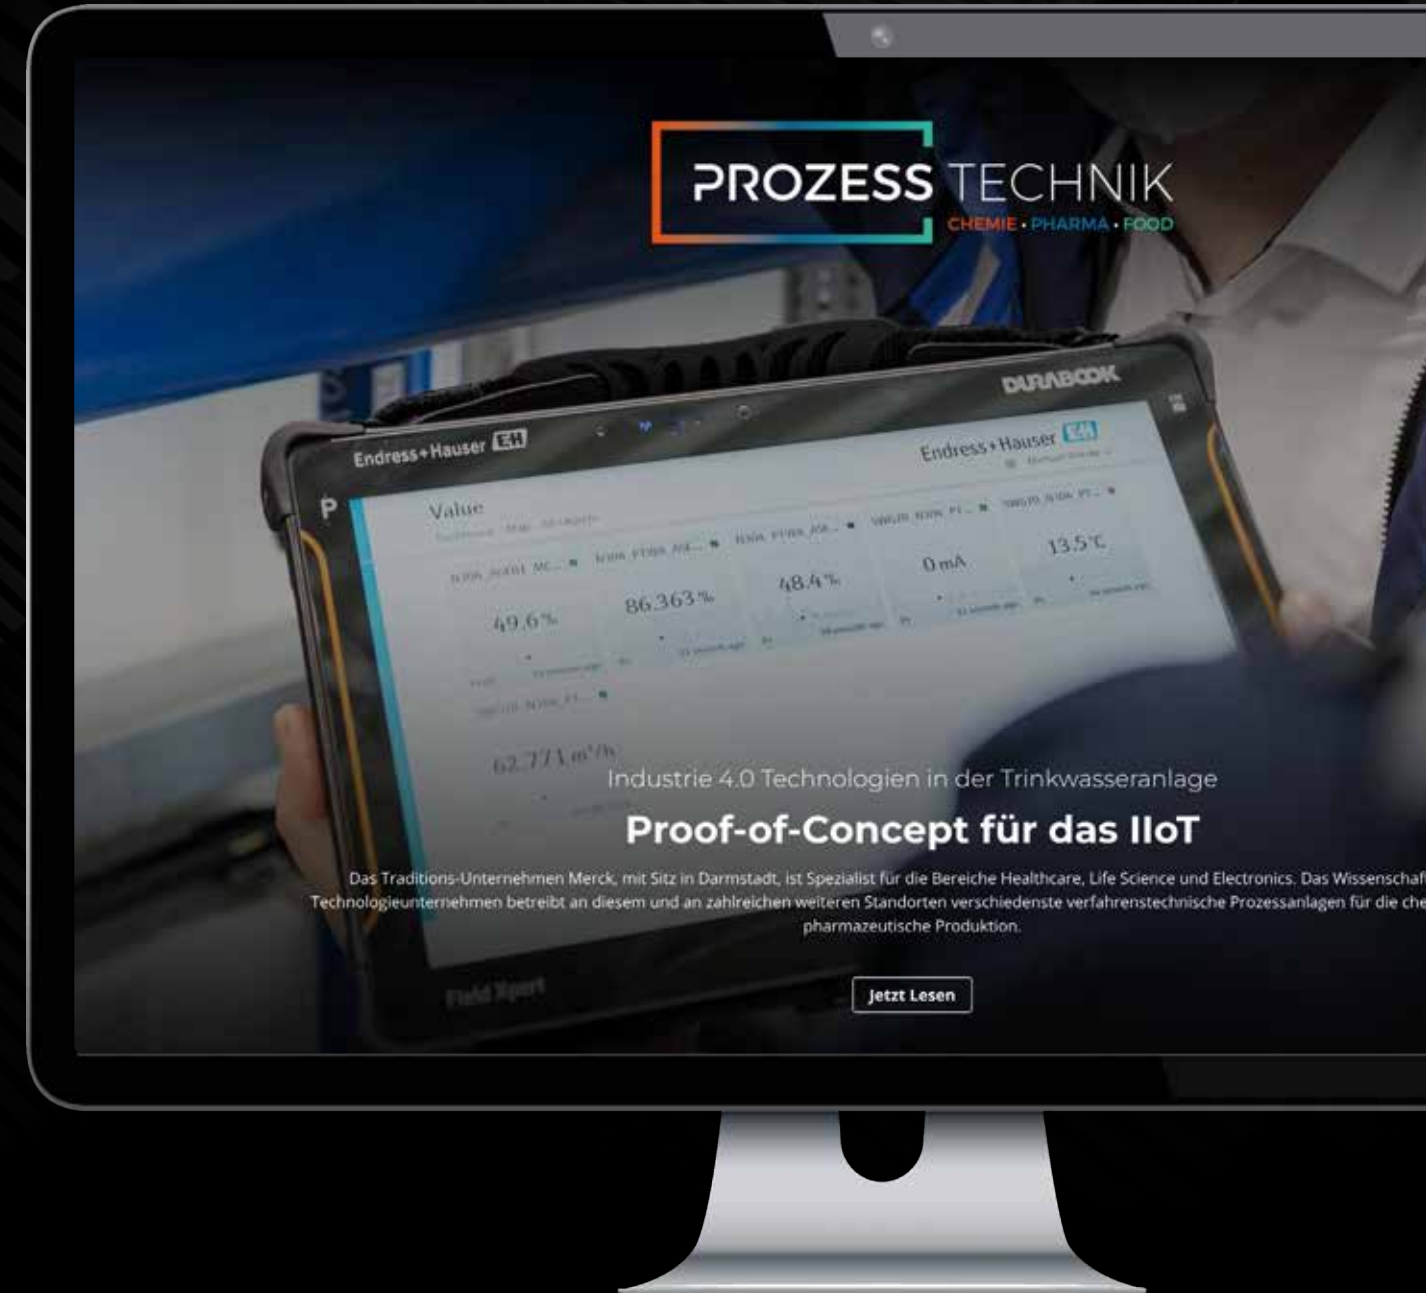 PROZESS TECHNIK
CHEMIE • PHARMA • FOOD
DURABOOK
Endress+Hauser EH
Endress+Hauser EH
Value
49.6 %
86.363 %
48.4 %
0 mA
13.5 °C
62.771 m³/h
Industrie 4.0 Technologien in der Trinkwasseranlage
Proof-of-Concept für das IIoT
Das Traditions-Unternehmen Merck, mit Sitz in Darmstadt, ist Spezialist für die Bereiche Healthcare, Life Science und Electronics. Das Wissenschaf
Technologieunternehmen betreibt an diesem und an zahlreichen weiteren Standorten verschiedenste verfahrenstechnische Prozessanlagen für die che
pharmazeutische Produktion.
Field Xpert
Jetzt Lesen